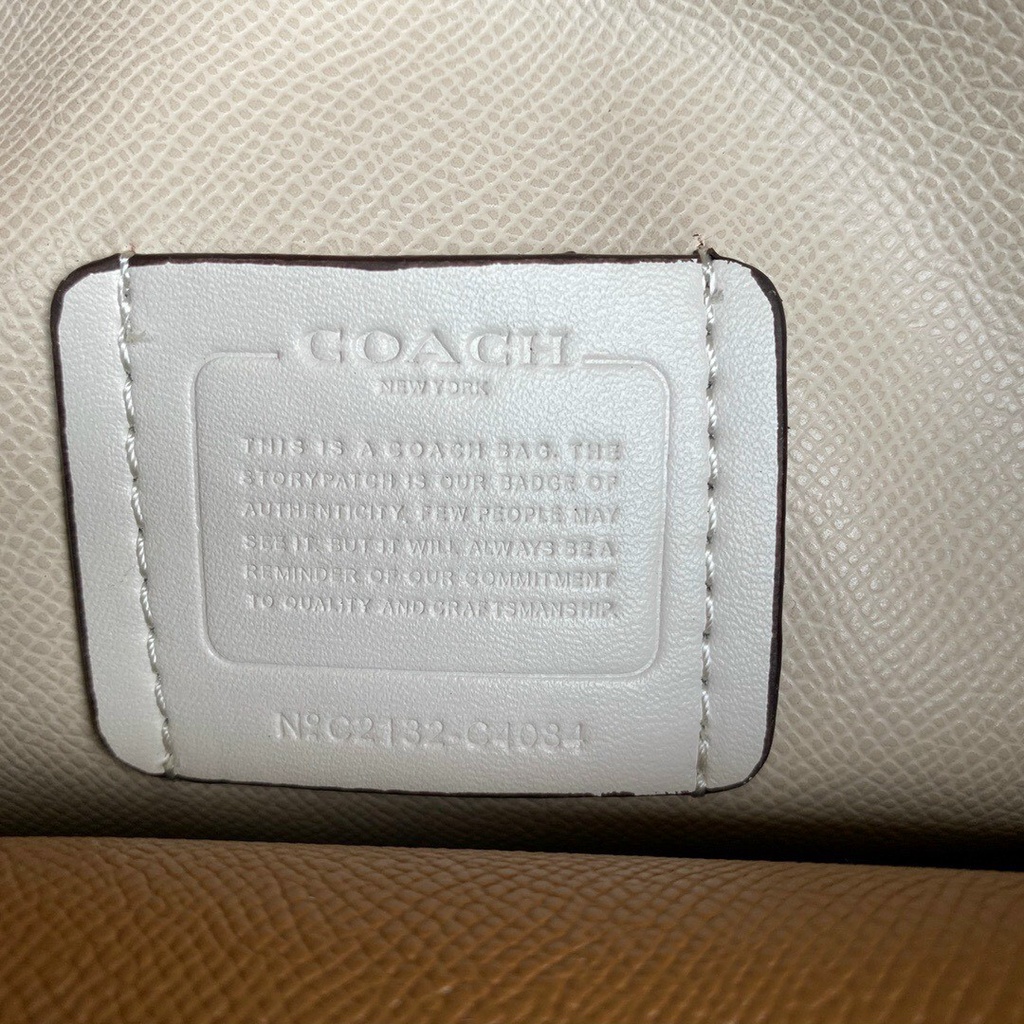 COACH
NEW YORK
THIS IS A COACH BAG. THE
STORYPATCH IS OUR BADGE OF
AUTHENTICITY. FEW PEOPLE MAY
SEE IT. BUT IT WILL ALWAYS BE A
REMINDER OF OUR COMMITMENT
TO QUALITY AND CRAFTSMANSHIP.
Nº C2132-C4084